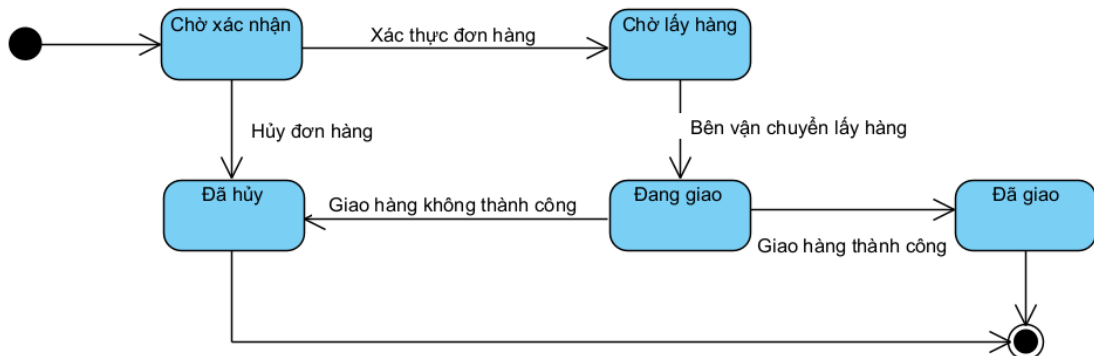 Chờ xác nhận
Xác thực đơn hàng
Chờ lấy hàng
Hủy đơn hàng
Bên vận chuyển lấy hàng
Đã hủy
Giao hàng không thành công
Đang giao
Đã giao
Giao hàng thành công